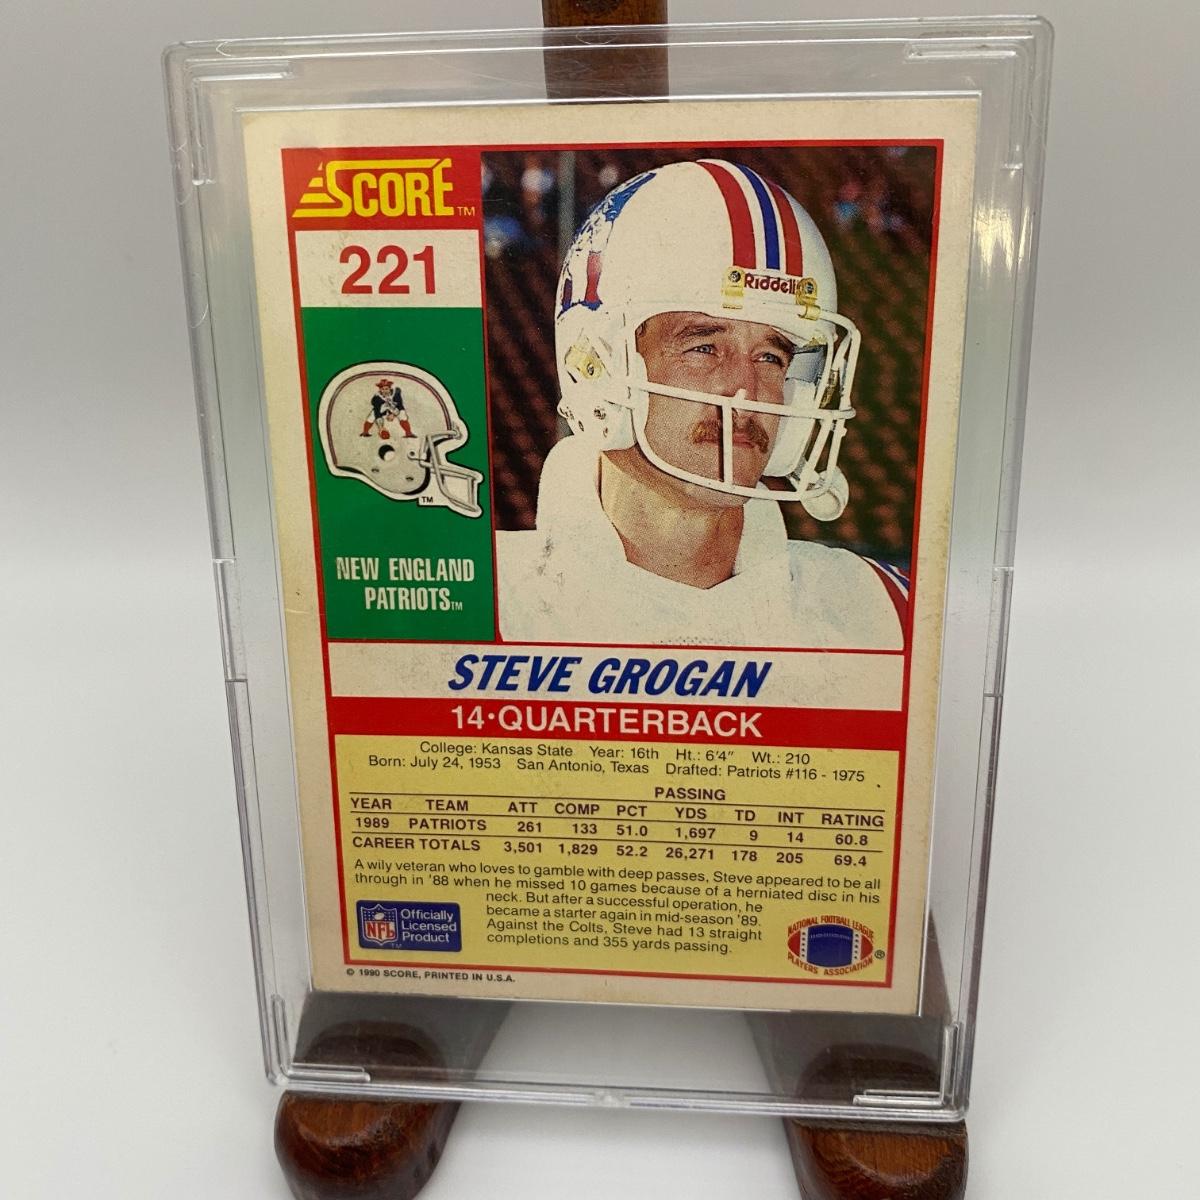 SCORE™
221
Riddell
TM
NEW ENGLAND
PATRIOTS™
STEVE GROGAN
14·QUARTERBACK
College: Kansas State Year: 16th Ht.: 6'4" Wt.: 210
Born: July 24, 1953 San Antonio, Texas Drafted: Patriots #116 - 1975
PASSING
YEAR TEAM ATT COMP PCT YDS TD INT RATING
1989 PATRIOTS 261 133 51.0 1,697 9 14 60.8
CAREER TOTALS 3,501 1,829 52.2 26,271 178 205 69.4
A wily veteran who loves to gamble with deep passes, Steve appeared to be all
through in '88 when he missed 10 games because of a herniated disc in his
neck. But after a successful operation, he
became a starter again in mid-season '89.
Against the Colts, Steve had 13 straight
completions and 355 yards passing.
NFL
TM
Officially
Licensed
Product
NATIONAL FOOTBALL LEAGUE
PLAYERS ASSOCIATION
®
© 1990 SCORE, PRINTED IN U.S.A.